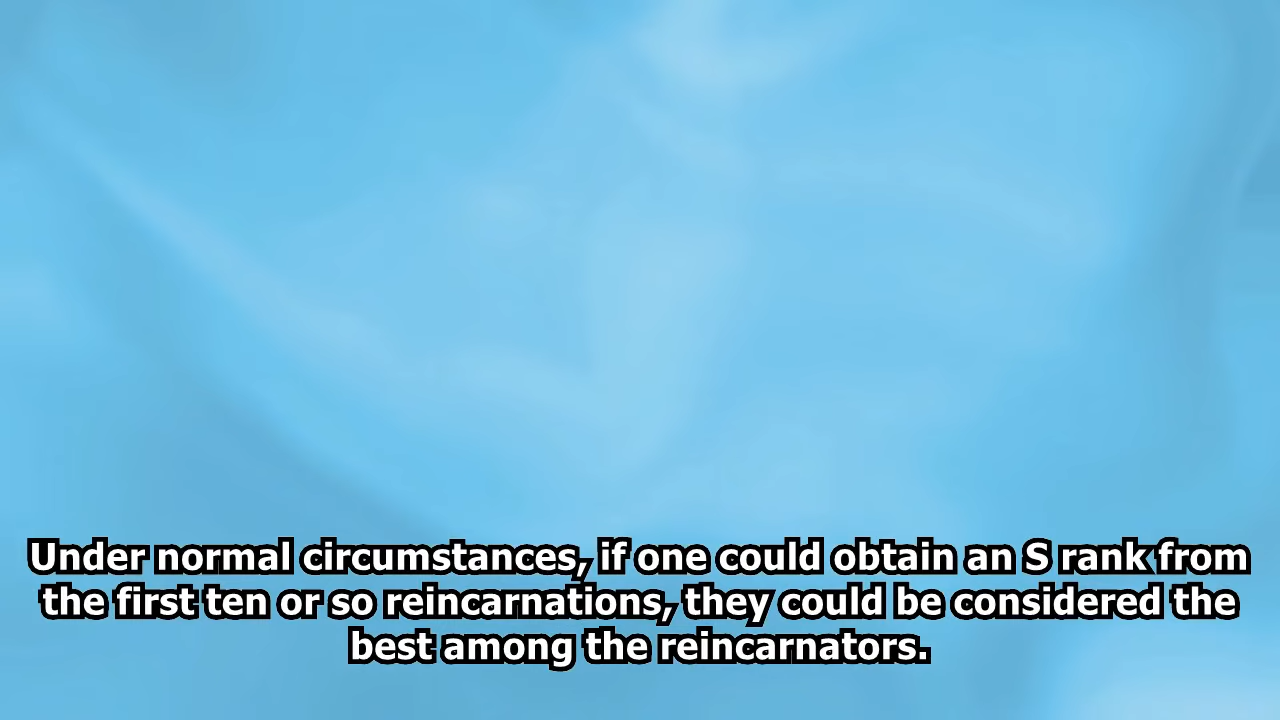 Under normal circumstances, if one could obtain an S rank from
the first ten or so reincarnations, they could be considered the
best among the reincarnators.